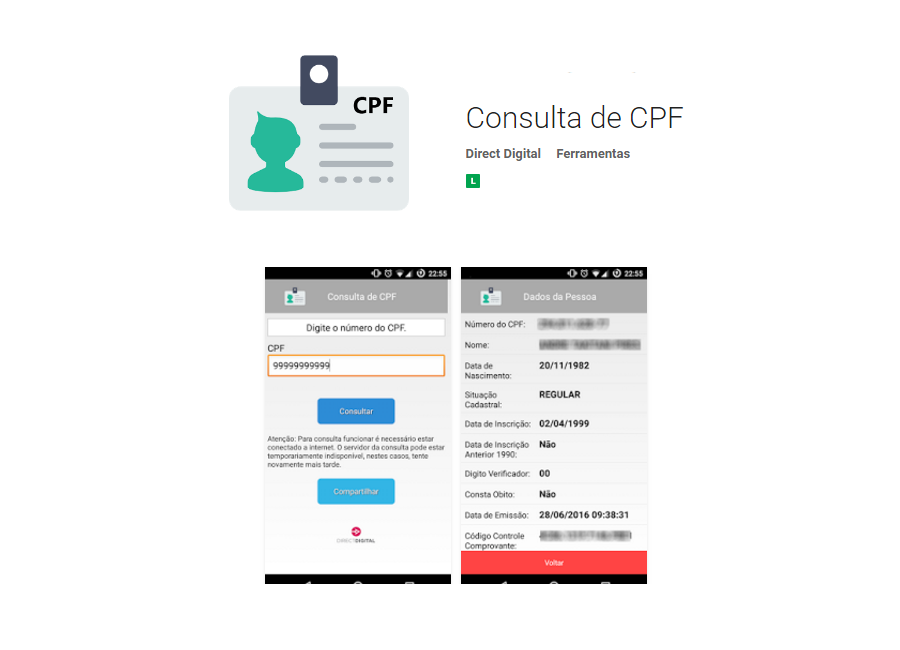 CPF
Consulta de CPF
Direct Digital Ferramentas
L
22:55
Consulta de CPF
Digite o número do CPF.
CPF
99999999999
Consultar
Atenção: Para consulta funcionar é necessário estar
conectado a internet. O servidor da consulta pode estar
temporariamente indisponível, nestes casos, tente
novamente mais tarde.
Compartilhar
DIRECTDIGITAL
22:55
Dados da Pessoa
Número do CPF:
Nome:
Data de
Nascimento:
20/11/1982
Situação
Cadastral:
REGULAR
Data de Inscrição: 02/04/1999
Data de Inscrição
Anterior 1990:
Não
Digito Verificador: 00
Consta Obito: Não
Data de Emissão: 28/06/2016 09:38:31
Código Controle
Comprovante:
Voltar